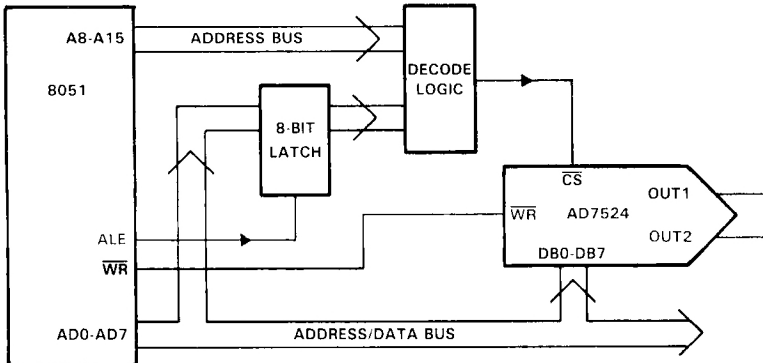 A8-A15
ADDRESS BUS
DECODE
LOGIC
8051
8-BIT
LATCH
CS
OUT1
WR
AD7524
ALE
OUT2
WR
DB0-DB7
AD0-AD7
ADDRESS/DATA BUS